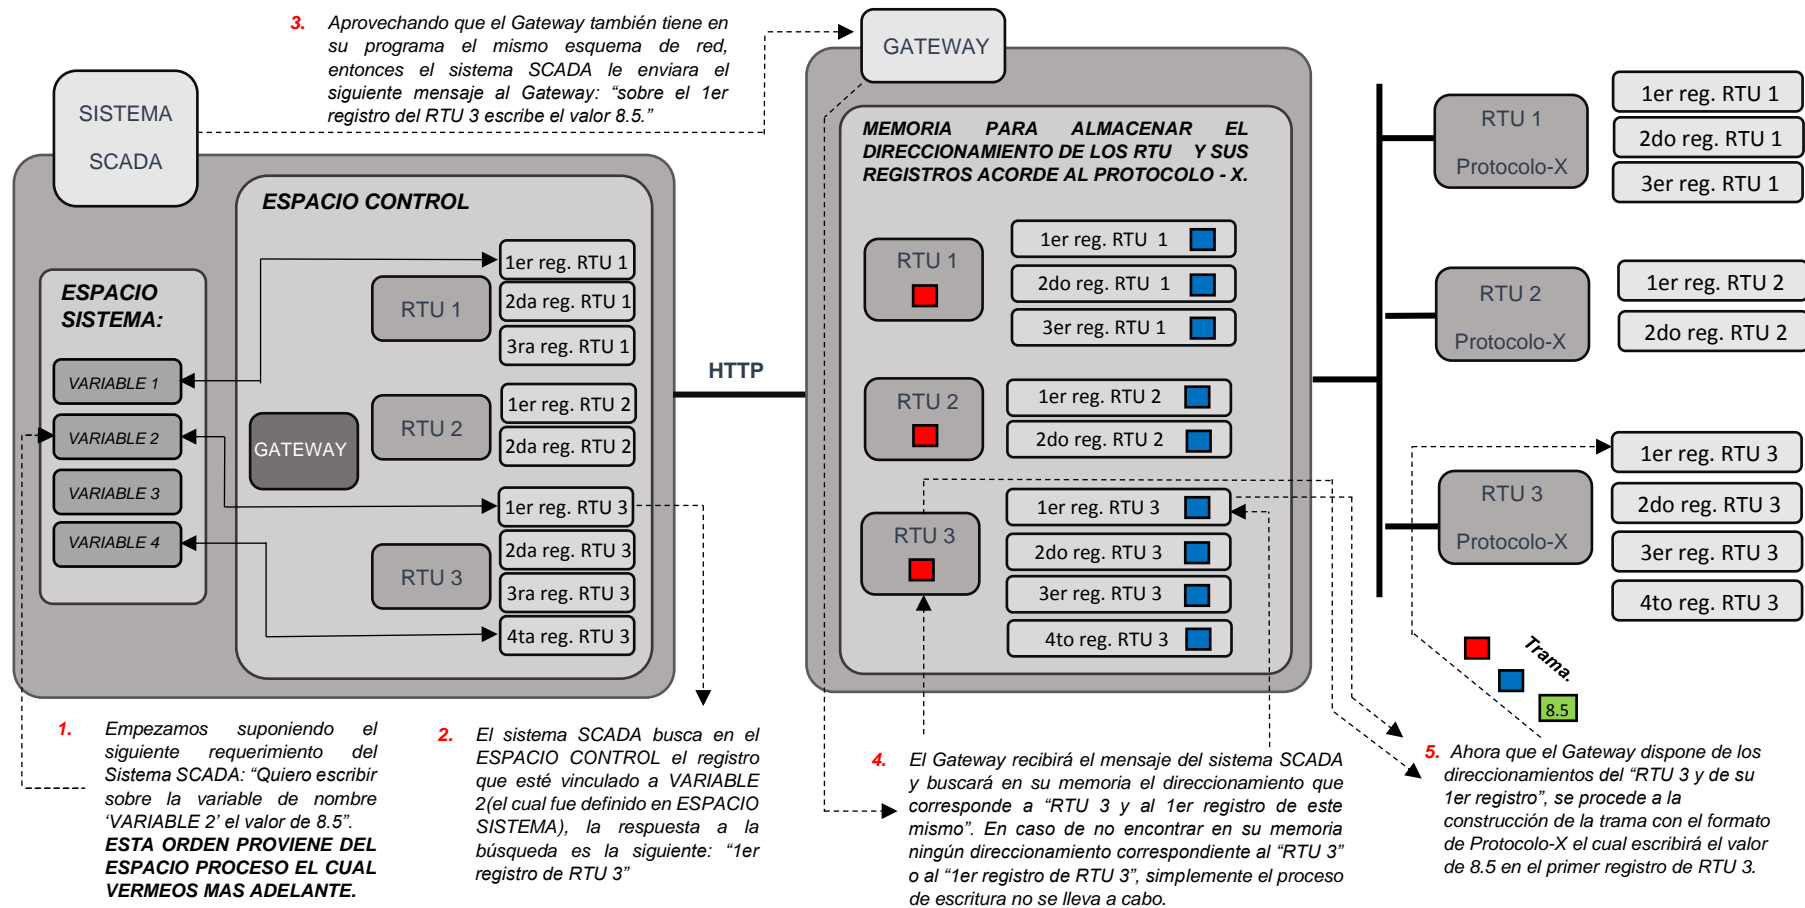 3. Aprovechando que el Gateway también tiene en
su programa el mismo esquema de red,
entonces el sistema SCADA le enviara el
siguiente mensaje al Gateway: “sobre el 1er
registro del RTU 3 escribe el valor 8.5.”
SISTEMA
SCADA
ESPACIO CONTROL
ESPACIO
SISTEMA:
VARIABLE 1
VARIABLE 2
VARIABLE 3
VARIABLE 4
GATEWAY
RTU 1
1er reg. RTU 1
2da reg. RTU 1
3ra reg. RTU 1
RTU 2
1er reg. RTU 2
2da reg. RTU 2
RTU 3
1er reg. RTU 3
2da reg. RTU 3
3ra reg. RTU 3
4ta reg. RTU 3
HTTP
GATEWAY
MEMORIA PARA ALMACENAR EL
DIRECCIONAMIENTO DE LOS RTU Y SUS
REGISTROS ACORDE AL PROTOCOLO - X.
RTU 1
1er reg. RTU 1
2do reg. RTU 1
3er reg. RTU 1
RTU 2
1er reg. RTU 2
2do reg. RTU 2
RTU 3
1er reg. RTU 3
2do reg. RTU 3
3er reg. RTU 3
4to reg. RTU 3
RTU 1
Protocolo-X
1er reg. RTU 1
2do reg. RTU 1
3er reg. RTU 1
RTU 2
Protocolo-X
1er reg. RTU 2
2do reg. RTU 2
RTU 3
Protocolo-X
1er reg. RTU 3
2do reg. RTU 3
3er reg. RTU 3
4to reg. RTU 3
Trama.
8.5
1. Empezamos suponiendo el
siguiente requerimiento del
Sistema SCADA: “Quiero escribir
sobre la variable de nombre
‘VARIABLE 2’ el valor de 8.5”.
ESTA ORDEN PROVIENE DEL
ESPACIO PROCESO EL CUAL
VERMEOS MAS ADELANTE.
2. El sistema SCADA busca en el
ESPACIO CONTROL el registro
que esté vinculado a VARIABLE
2(el cual fue definido en ESPACIO
SISTEMA), la respuesta a la
búsqueda es la siguiente: “1er
registro de RTU 3”
4. El Gateway recibirá el mensaje del sistema SCADA
y buscará en su memoria el direccionamiento que
corresponde a “RTU 3 y al 1er registro de este
mismo”. En caso de no encontrar en su memoria
ningún direccionamiento correspondiente al “RTU 3”
o al “1er registro de RTU 3”, simplemente el proceso
de escritura no se lleva a cabo.
5. Ahora que el Gateway dispone de los
direccionamientos del “RTU 3 y de su
1er registro”, se procede a la
construcción de la trama con el formato
de Protocolo-X el cual escribirá el valor
de 8.5 en el primer registro de RTU 3.